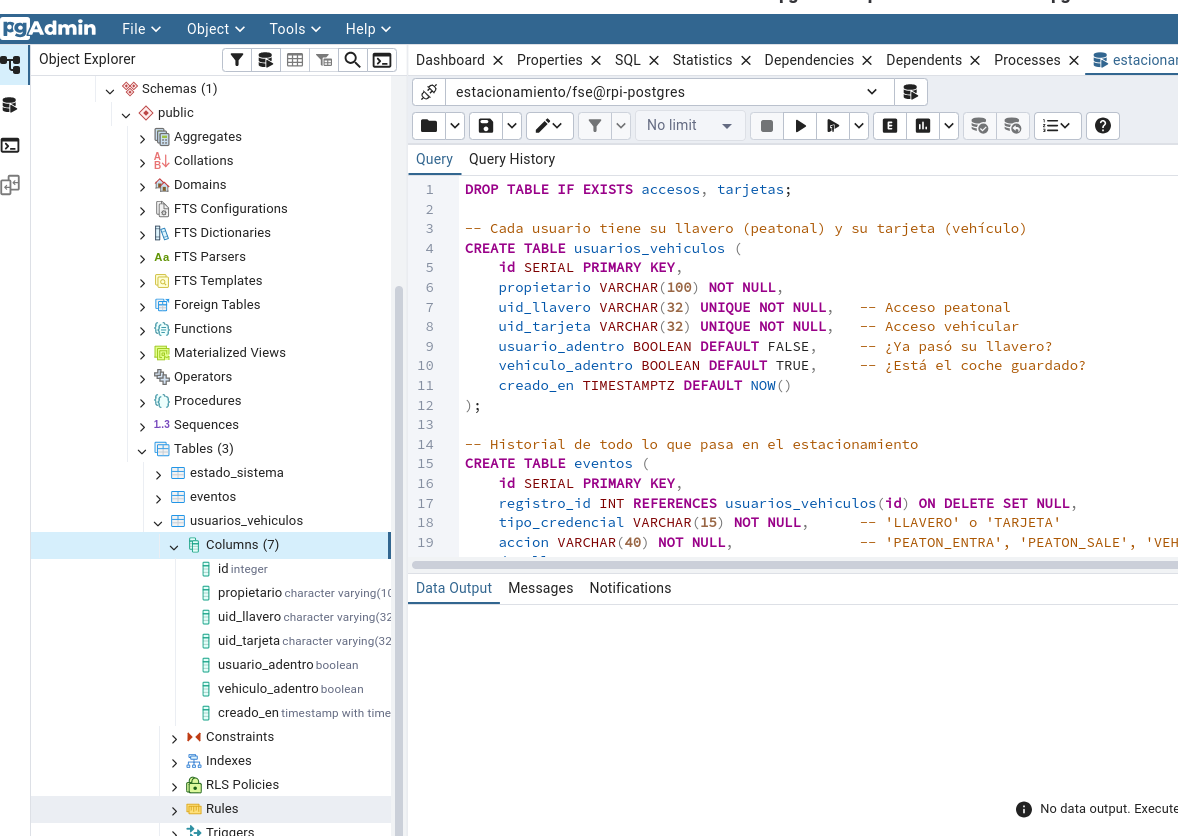 pgAdmin File Object Tools Help
Object Explorer
Schemas (1)
public
Aggregates
Collations
Domains
FTS Configurations
FTS Dictionaries
Aa FTS Parsers
FTS Templates
Foreign Tables
Functions
Materialized Views
Operators
Procedures
1..3 Sequences
Tables (3)
estado_sistema
eventos
usuarios_vehiculos
Columns (7)
id integer
propietario character varying(10
uid_llavero character varying(32
uid_tarjeta character varying(32
usuario_adentro boolean
vehiculo_adentro boolean
creado_en timestamp with time
Constraints
Indexes
RLS Policies
Rules
Triggers
Dashboard Properties SQL Statistics Dependencies Dependents Processes estacionar
estacionamiento/fse@rpi-postgres
No limit
Query Query History
1 DROP TABLE IF EXISTS accesos, tarjetas;
2
3 -- Cada usuario tiene su llavero (peatonal) y su tarjeta (vehículo)
4 CREATE TABLE usuarios_vehiculos (
5 id SERIAL PRIMARY KEY,
6 propietario VARCHAR(100) NOT NULL,
7 uid_llavero VARCHAR(32) UNIQUE NOT NULL, -- Acceso peatonal
8 uid_tarjeta VARCHAR(32) UNIQUE NOT NULL, -- Acceso vehicular
9 usuario_adentro BOOLEAN DEFAULT FALSE, -- ¿Ya pasó su llavero?
10 vehiculo_adentro BOOLEAN DEFAULT TRUE, -- ¿Está el coche guardado?
11 creado_en TIMESTAMPTZ DEFAULT NOW()
12 );
13
14 -- Historial de todo lo que pasa en el estacionamiento
15 CREATE TABLE eventos (
16 id SERIAL PRIMARY KEY,
17 registro_id INT REFERENCES usuarios_vehiculos(id) ON DELETE SET NULL,
18 tipo_credencial VARCHAR(15) NOT NULL, -- 'LLAVERO' o 'TARJETA'
19 accion VARCHAR(40) NOT NULL, -- 'PEATON_ENTRA', 'PEATON_SALE', 'VEH
Data Output Messages Notifications
No data output. Execute